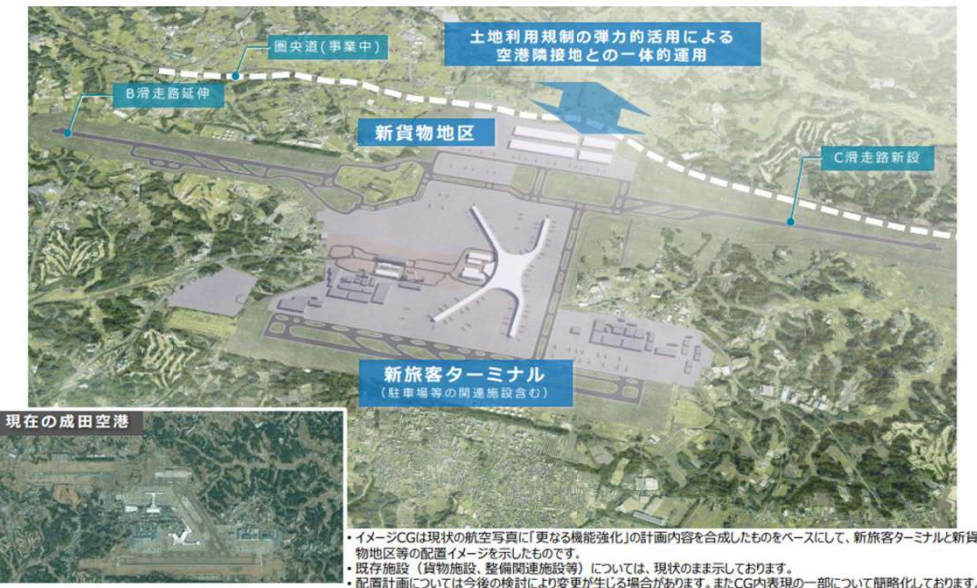 土地利用規制の弾力的活用による
空港隣接地との一体的運用
圏央道(事業中)
B滑走路延伸
新貨物地区
C滑走路新設
新旅客ターミナル
(駐車場等の関連施設含む)
現在の成田空港
・イメージCGは現状の航空写真に「更なる機能強化」の計画内容を合成したものをベースにして、新旅客ターミナルと新貨
物地区等の配置イメージを示したものです。
・既存施設（貨物施設、整備関連施設等）については、現状のまま示しております。
・配置計画については今後の検討により変更が生じる場合があります。またCG内表現の一部について簡略化しております。